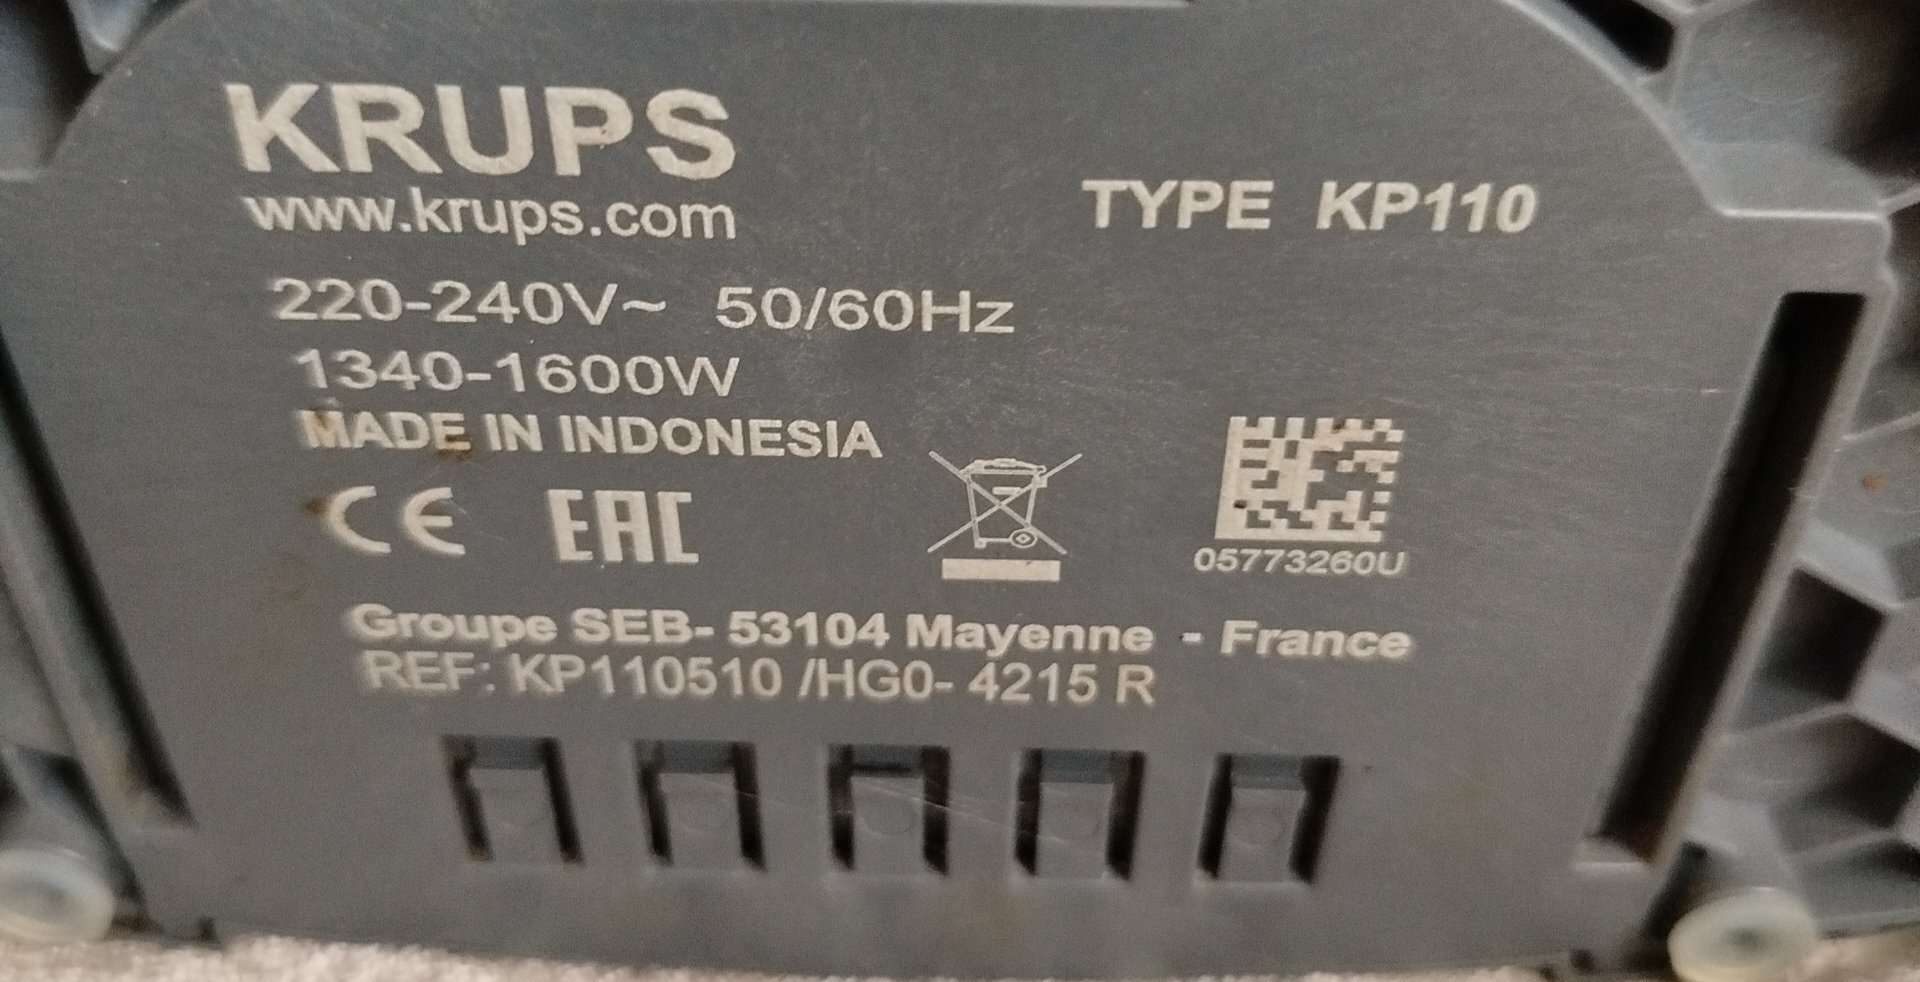 KRUPS
www.krups.com
TYPE KP110
220-240V~ 50/60Hz
1340-1600W
MADE IN INDONESIA
CE EAC
05773260U
Groupe SEB- 53104 Mayenne - France
REF: KP110510 /HG0- 4215 R